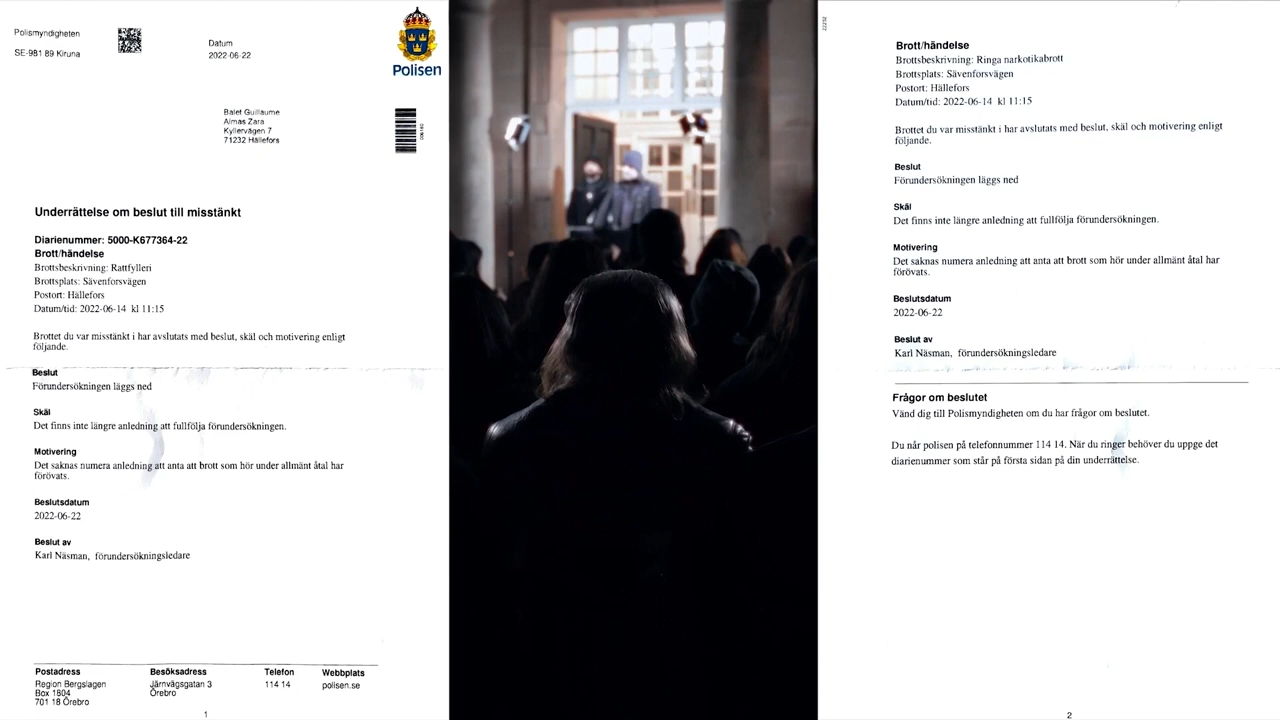 Polismyndigheten
SE-981 89 Kiruna
Datum
2022-06-22
Polisen
Balet Guillaume
Almas Zara
Kyllervägen 7
71232 Hällefors
Underrättelse om beslut till misstänkt
Diarienummer: 5000-K677364-22
Brott/händelse
Brottsbeskrivning: Rattfylleri
Brottsplats: Sävenforsvägen
Postort: Hällefors
Datum/tid: 2022-06-14 kl 11:15
Brottet du var misstänkt i har avslutats med beslut, skäl och motivering enligt
följande.
Beslut
Förundersökningen läggs ned
Skäl
Det finns inte längre anledning att fullfölja förundersökningen.
Motivering
Det saknas numera anledning att anta att brott som hör under allmänt åtal har
förövats.
Beslutsdatum
2022-06-22
Beslut av
Karl Näsman, förundersökningsledare
Postadress
Region Bergslagen
Box 1804
701 18 Örebro
Besöksadress
Järnvägsgatan 3
Örebro
Telefon
114 14
Webbplats
polisen.se
1
Brott/händelse
Brottsbeskrivning: Ringa narkotikabrott
Brottsplats: Sävenforsvägen
Postort: Hällefors
Datum/tid: 2022-06-14 kl 11:15
Brottet du var misstänkt i har avslutats med beslut, skäl och motivering enligt
följande.
Beslut
Förundersökningen läggs ned
Skäl
Det finns inte längre anledning att fullfölja förundersökningen.
Motivering
Det saknas numera anledning att anta att brott som hör under allmänt åtal har
förövats.
Beslutsdatum
2022-06-22
Beslut av
Karl Näsman, förundersökningsledare
Frågor om beslutet
Vänd dig till Polismyndigheten om du har frågor om beslutet.
Du når polisen på telefonnummer 114 14. När du ringer behöver du uppge det
diarienummer som står på första sidan på din underrättelse.
2